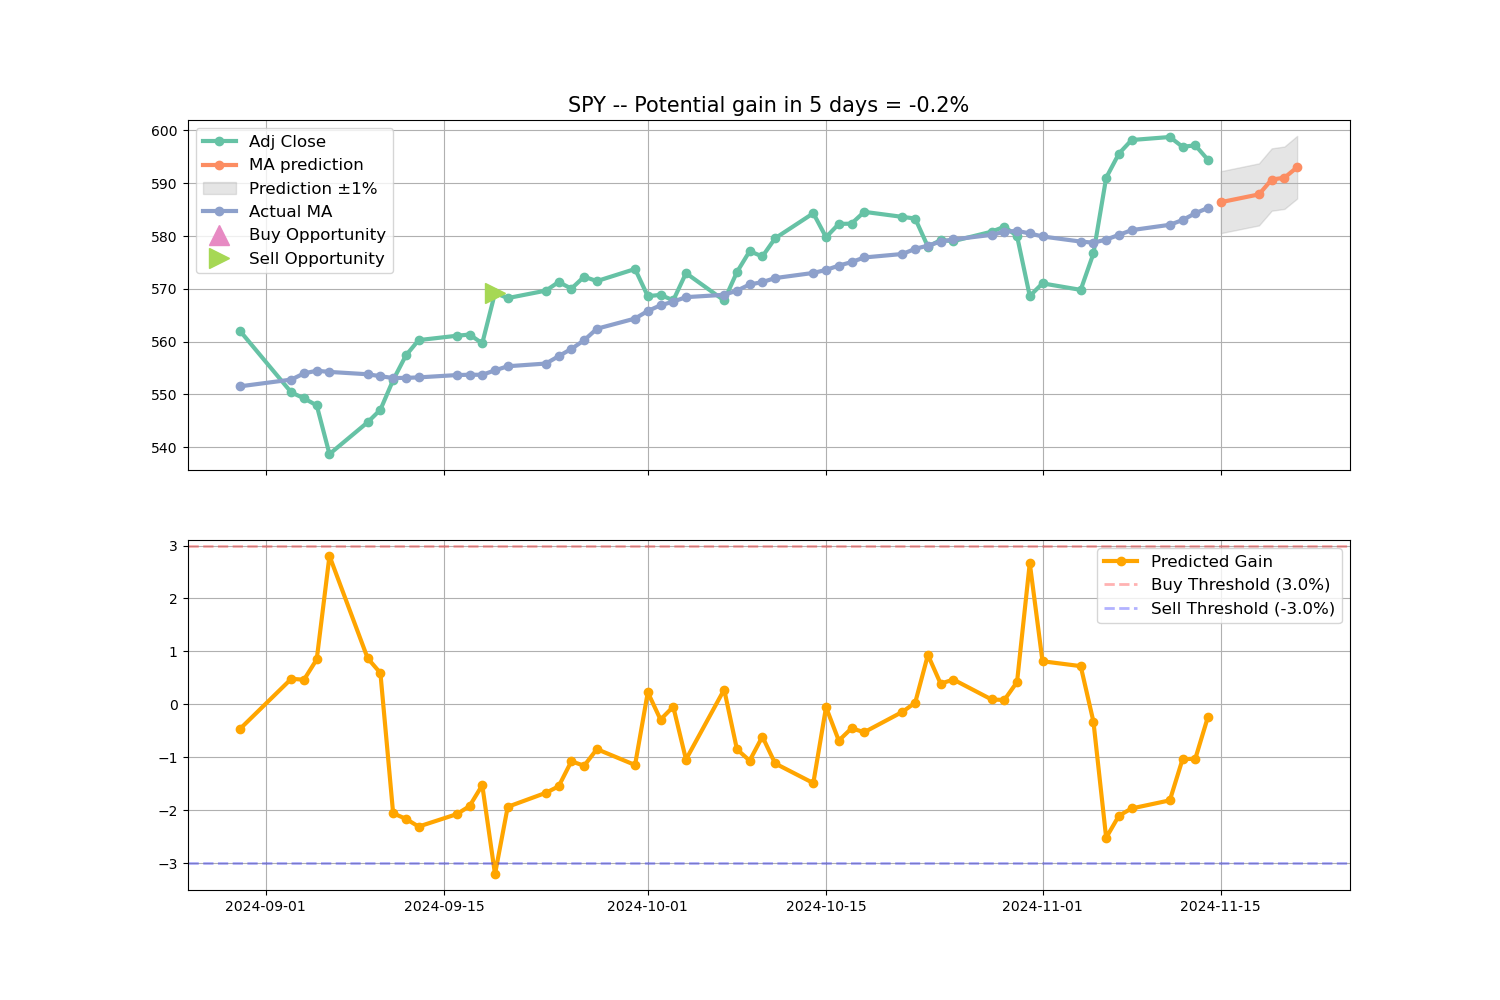 SPY -- Potential gain in 5 days = -0.2%
600
590
580
570
560
550
540
Adj Close
MA prediction
Prediction ±1%
Actual MA
Buy Opportunity
Sell Opportunity
3
2
1
0
−1
−2
−3
Predicted Gain
Buy Threshold (3.0%)
Sell Threshold (-3.0%)
2024-09-01 2024-09-15 2024-10-01 2024-10-15 2024-11-01 2024-11-15